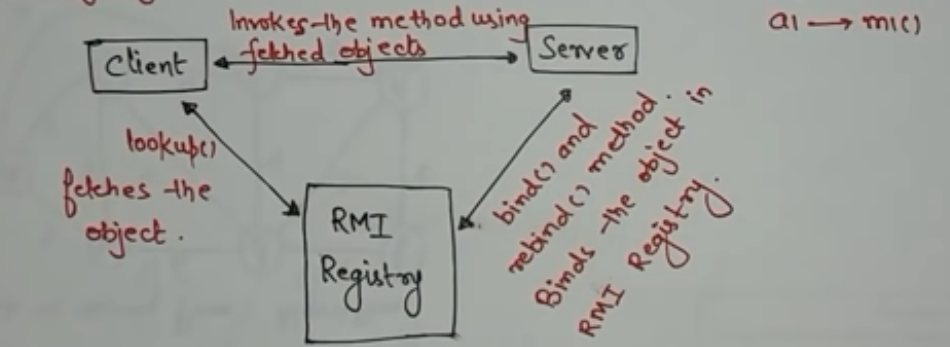 Invokes the method using
fetched objects
a1 → m1()
Client
Server
lookup()
fetches the
object.
RMI
Registry
bind() and
rebind() method.
Binds the object in
RMI Registry.